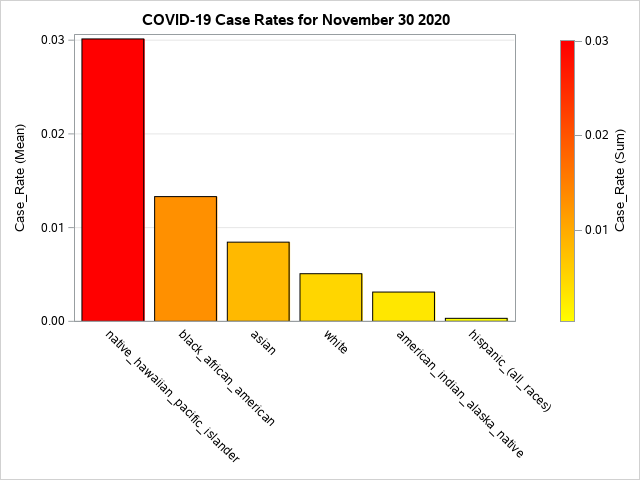 COVID-19 Case Rates for November 30 2020
Case_Rate (Mean)
0.03
0.02
0.01
0.00
native_hawaiian_pacific_islander
black_african_american
asian
white
american_indian_alaska_native
hispanic_(all_races)
0.03
0.02
0.01
Case_Rate (Sum)